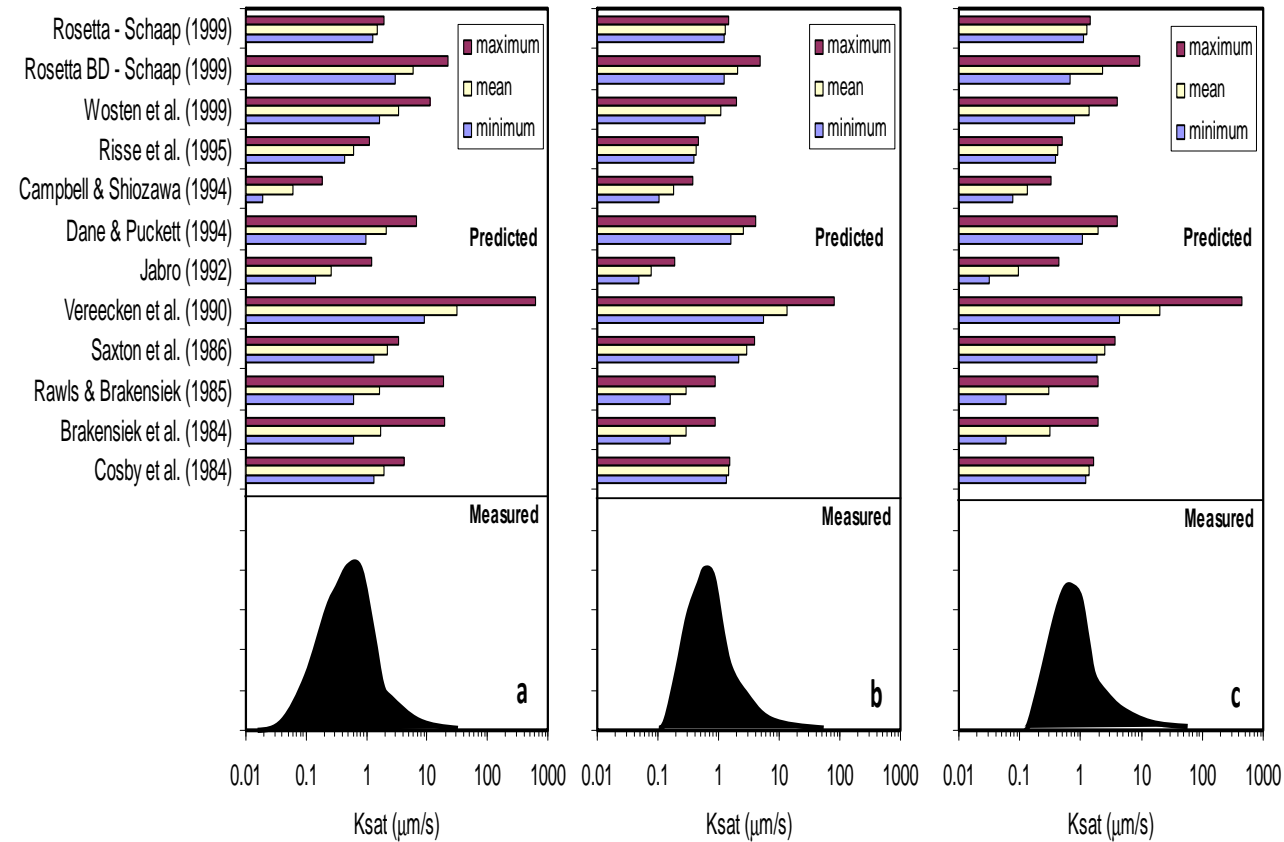 Rosetta - Schaap (1999)
Rosetta BD - Schaap (1999)
Wosten et al. (1999)
Risse et al. (1995)
Campbell & Shiozawa (1994)
Dane & Puckett (1994)
Jabro (1992)
Vereecken et al. (1990)
Saxton et al. (1986)
Rawls & Brakensiek (1985)
Brakensiek et al. (1984)
Cosby et al. (1984)
maximum
mean
minimum
Predicted
Measured
a
0.01 0.1 1 10 100 1000
Ksat (μm/s)
maximum
mean
minimum
Predicted
Measured
b
0.01 0.1 1 10 100 1000
Ksat (μm/s)
maximum
mean
minimum
Predicted
Measured
c
0.01 0.1 1 10 100 1000
Ksat (μm/s)